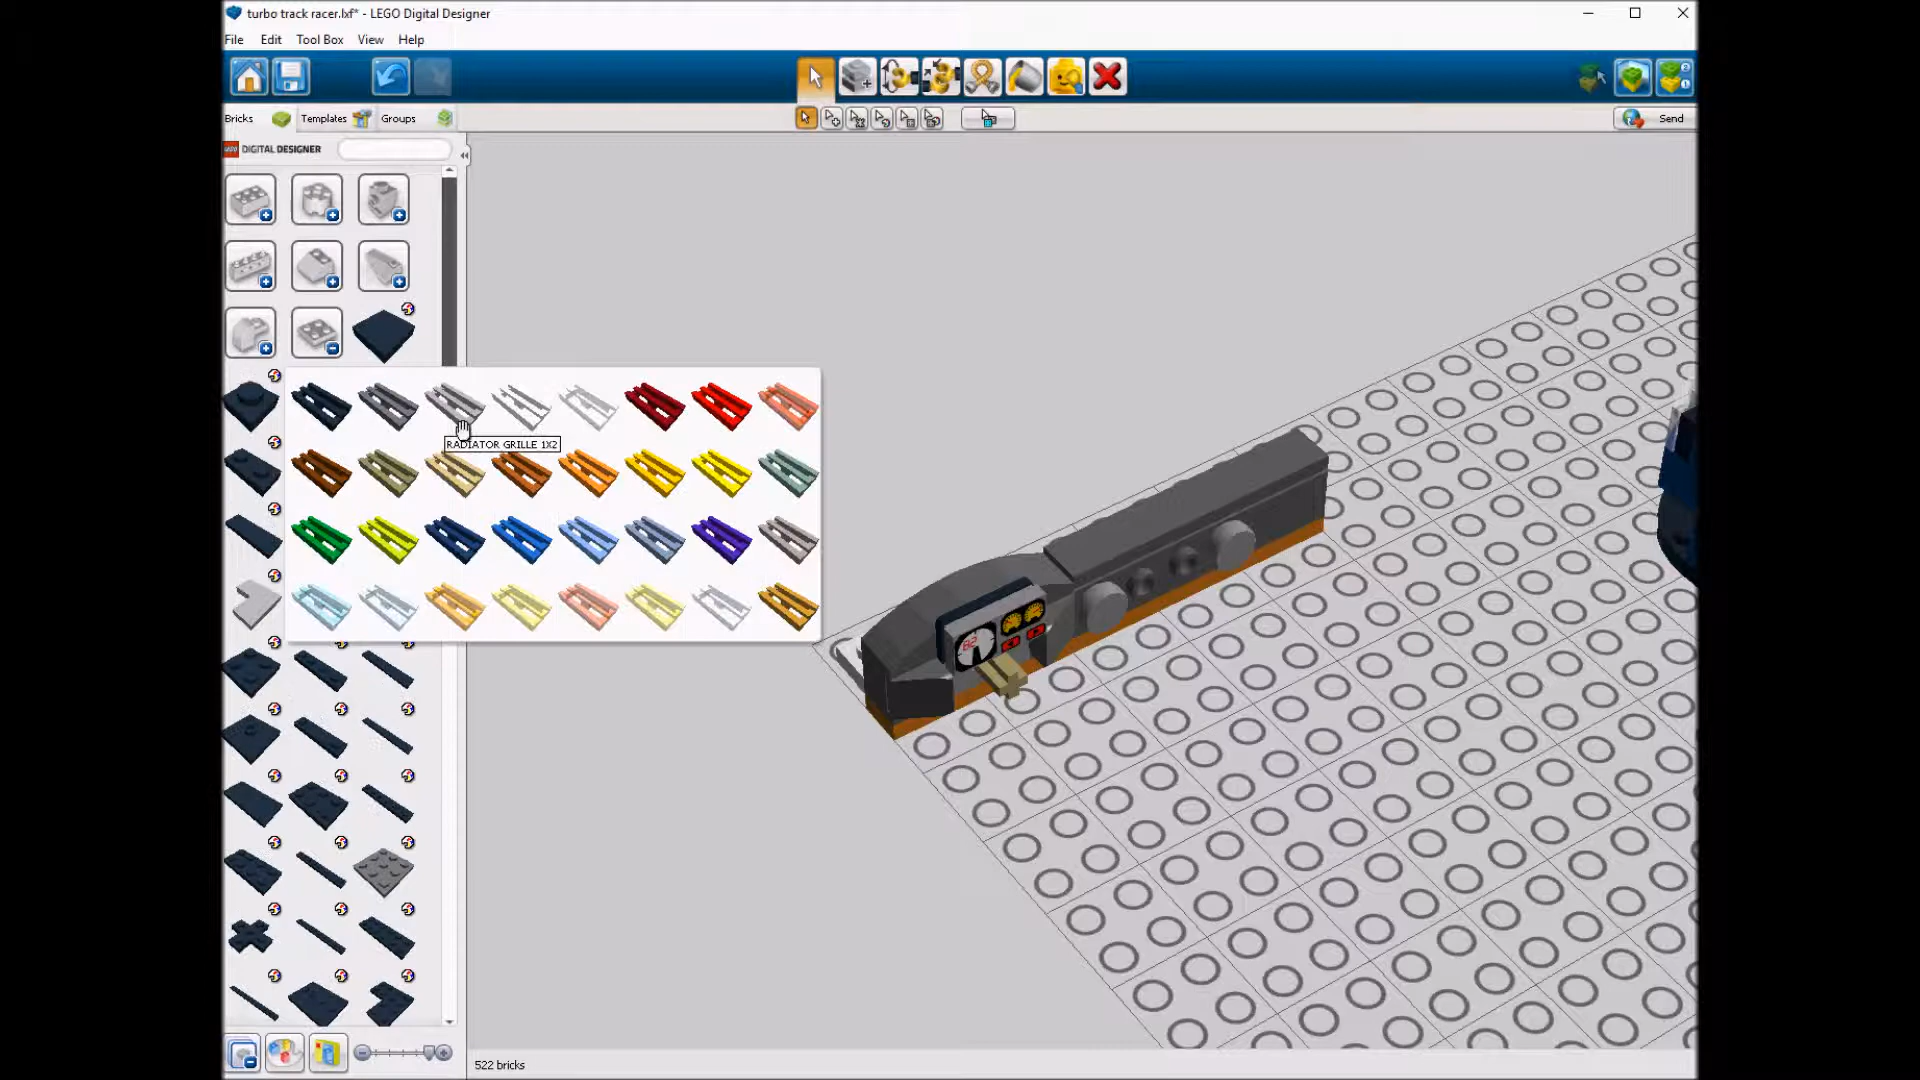 turbo track racer.lxf* - LEGO Digital Designer
File Edit Tool Box View Help
Bricks Templates Groups
Send
LEGO DIGITAL DESIGNER
RADIATOR GRILLE 1X2
522 bricks